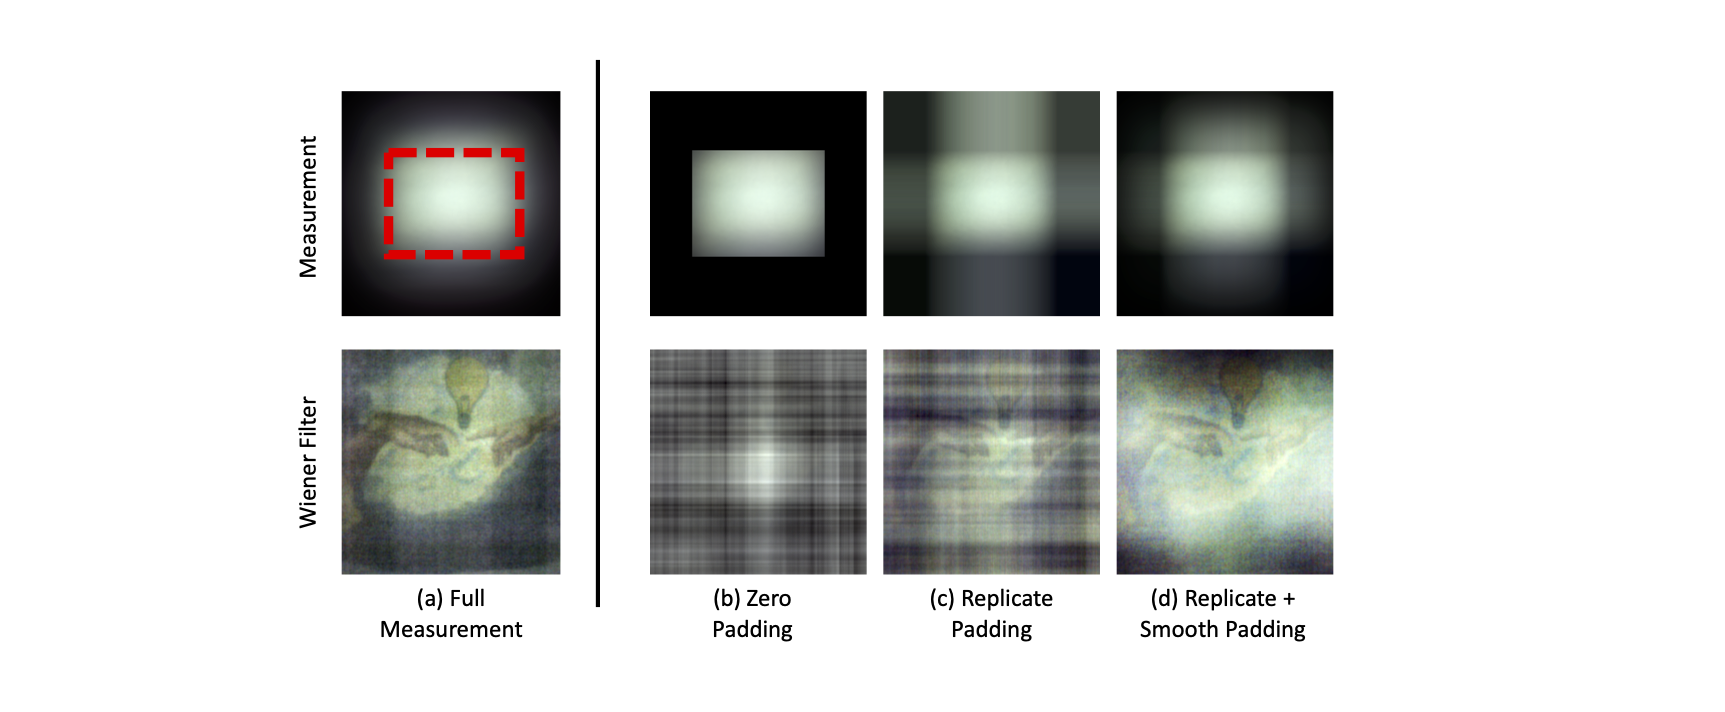 Measurement
Wiener Filter
(a) Full
Measurement
(b) Zero
Padding
(c) Replicate
Padding
(d) Replicate +
Smooth Padding